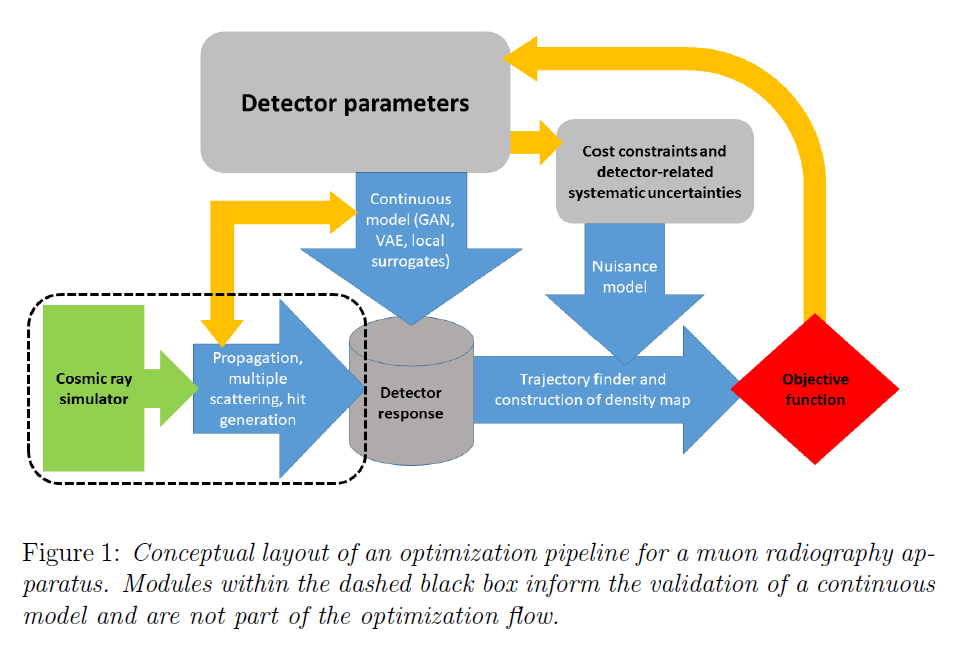 Detector parameters
Cost constraints and
detector-related
systematic uncertainties
Continuous
model (GAN,
VAE, local
surrogates)
Nuisance
model
Cosmic ray
simulator
Propagation,
multiple
scattering, hit
generation
Detector
response
Trajectory finder and
construction of density map
Objective
function
Figure 1: Conceptual layout of an optimization pipeline for a muon radiography ap-
paratus. Modules within the dashed black box inform the validation of a continuous
model and are not part of the optimization flow.